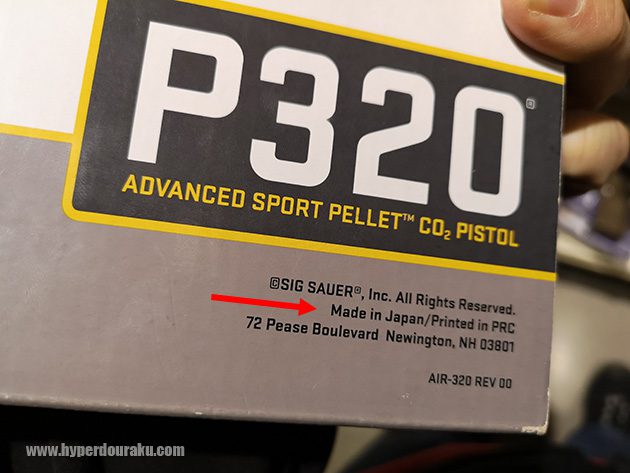 P320®
ADVANCED SPORT PELLET™ CO₂ PISTOL
©SIG SAUER®, Inc. All Rights Reserved.
Made in Japan/Printed in PRC
72 Pease Boulevard Newington, NH 03801
AIR-320 REV 00
www.hyperdouraku.com